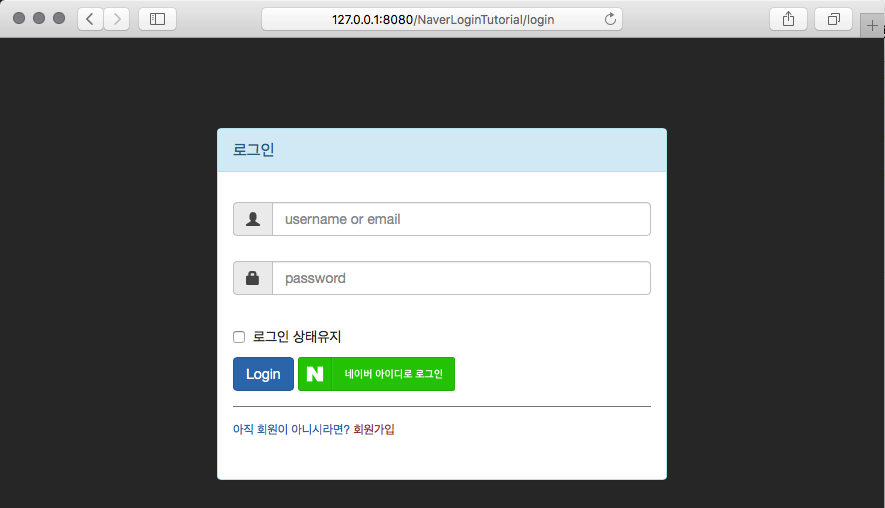 127.0.0.1:8080/NaverLoginTutorial/login
로그인
username or email
password
로그인 상태유지
Login
N 네이버 아이디로 로그인
아직 회원이 아니시라면? 회원가입